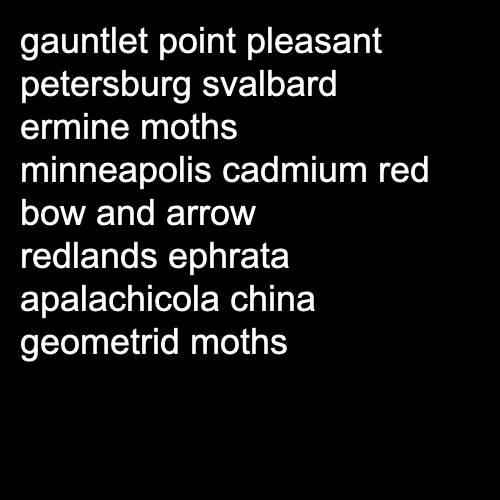 gauntlet point pleasant
petersburg svalbard
ermine moths
minneapolis cadmium red
bow and arrow
redlands ephrata
apalachicola china
geometrid moths